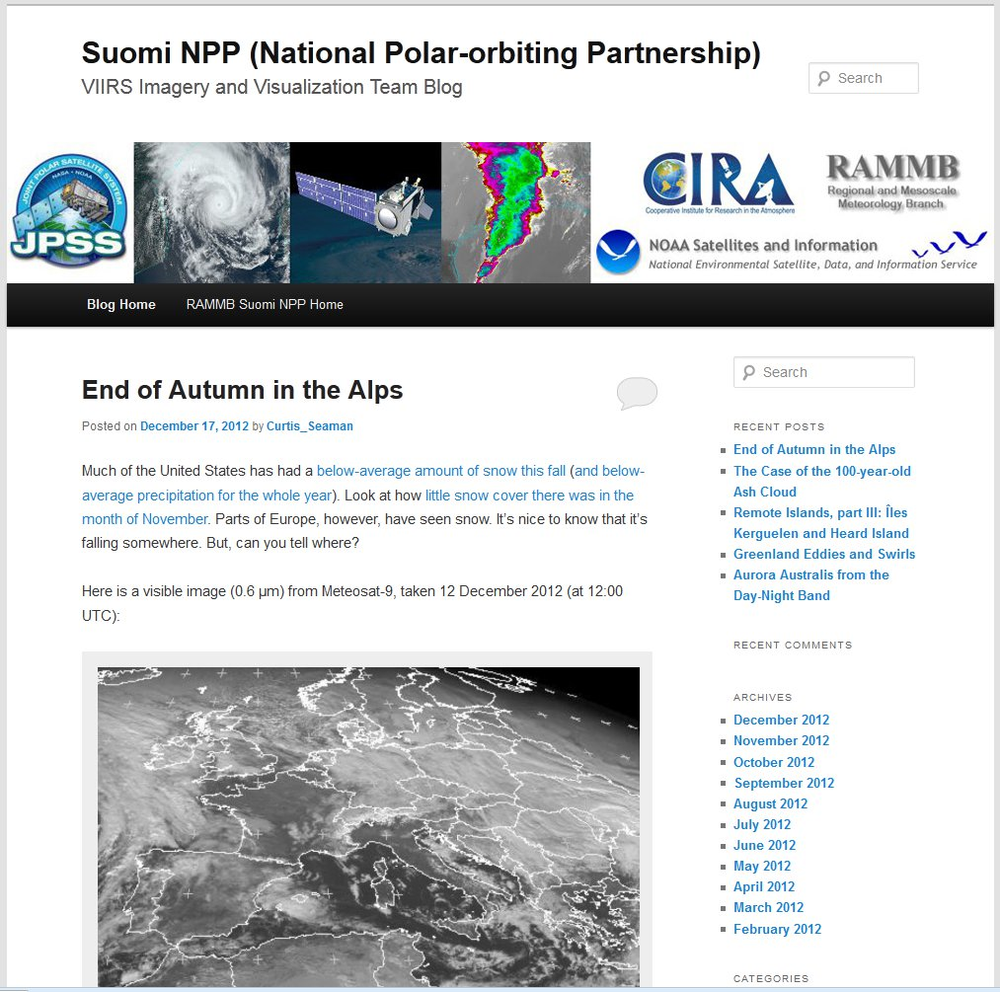 Suomi NPP (National Polar-orbiting Partnership)
VIIRS Imagery and Visualization Team Blog
Search
JOINT POLAR SATELLITE SYSTEM
NASA • NOAA
JPSS
CIRA
Cooperative Institute for Research in the Atmosphere
RAMMB
Regional and Mesoscale
Meteorology Branch
NOAA Satellites and Information
National Environmental Satellite, Data, and Information Service
Blog Home
RAMMB Suomi NPP Home
End of Autumn in the Alps
Posted on December 17, 2012 by Curtis_Seaman
Much of the United States has had a below-average amount of snow this fall (and below-
average precipitation for the whole year). Look at how little snow cover there was in the
month of November. Parts of Europe, however, have seen snow. It’s nice to know that it’s
falling somewhere. But, can you tell where?
Here is a visible image (0.6 µm) from Meteosat-9, taken 12 December 2012 (at 12:00
UTC):
Search
RECENT POSTS
End of Autumn in the Alps
The Case of the 100-year-old
Ash Cloud
Remote Islands, part III: Îles
Kerguelen and Heard Island
Greenland Eddies and Swirls
Aurora Australis from the
Day-Night Band
RECENT COMMENTS
ARCHIVES
December 2012
November 2012
October 2012
September 2012
August 2012
July 2012
June 2012
May 2012
April 2012
March 2012
February 2012
CATEGORIES